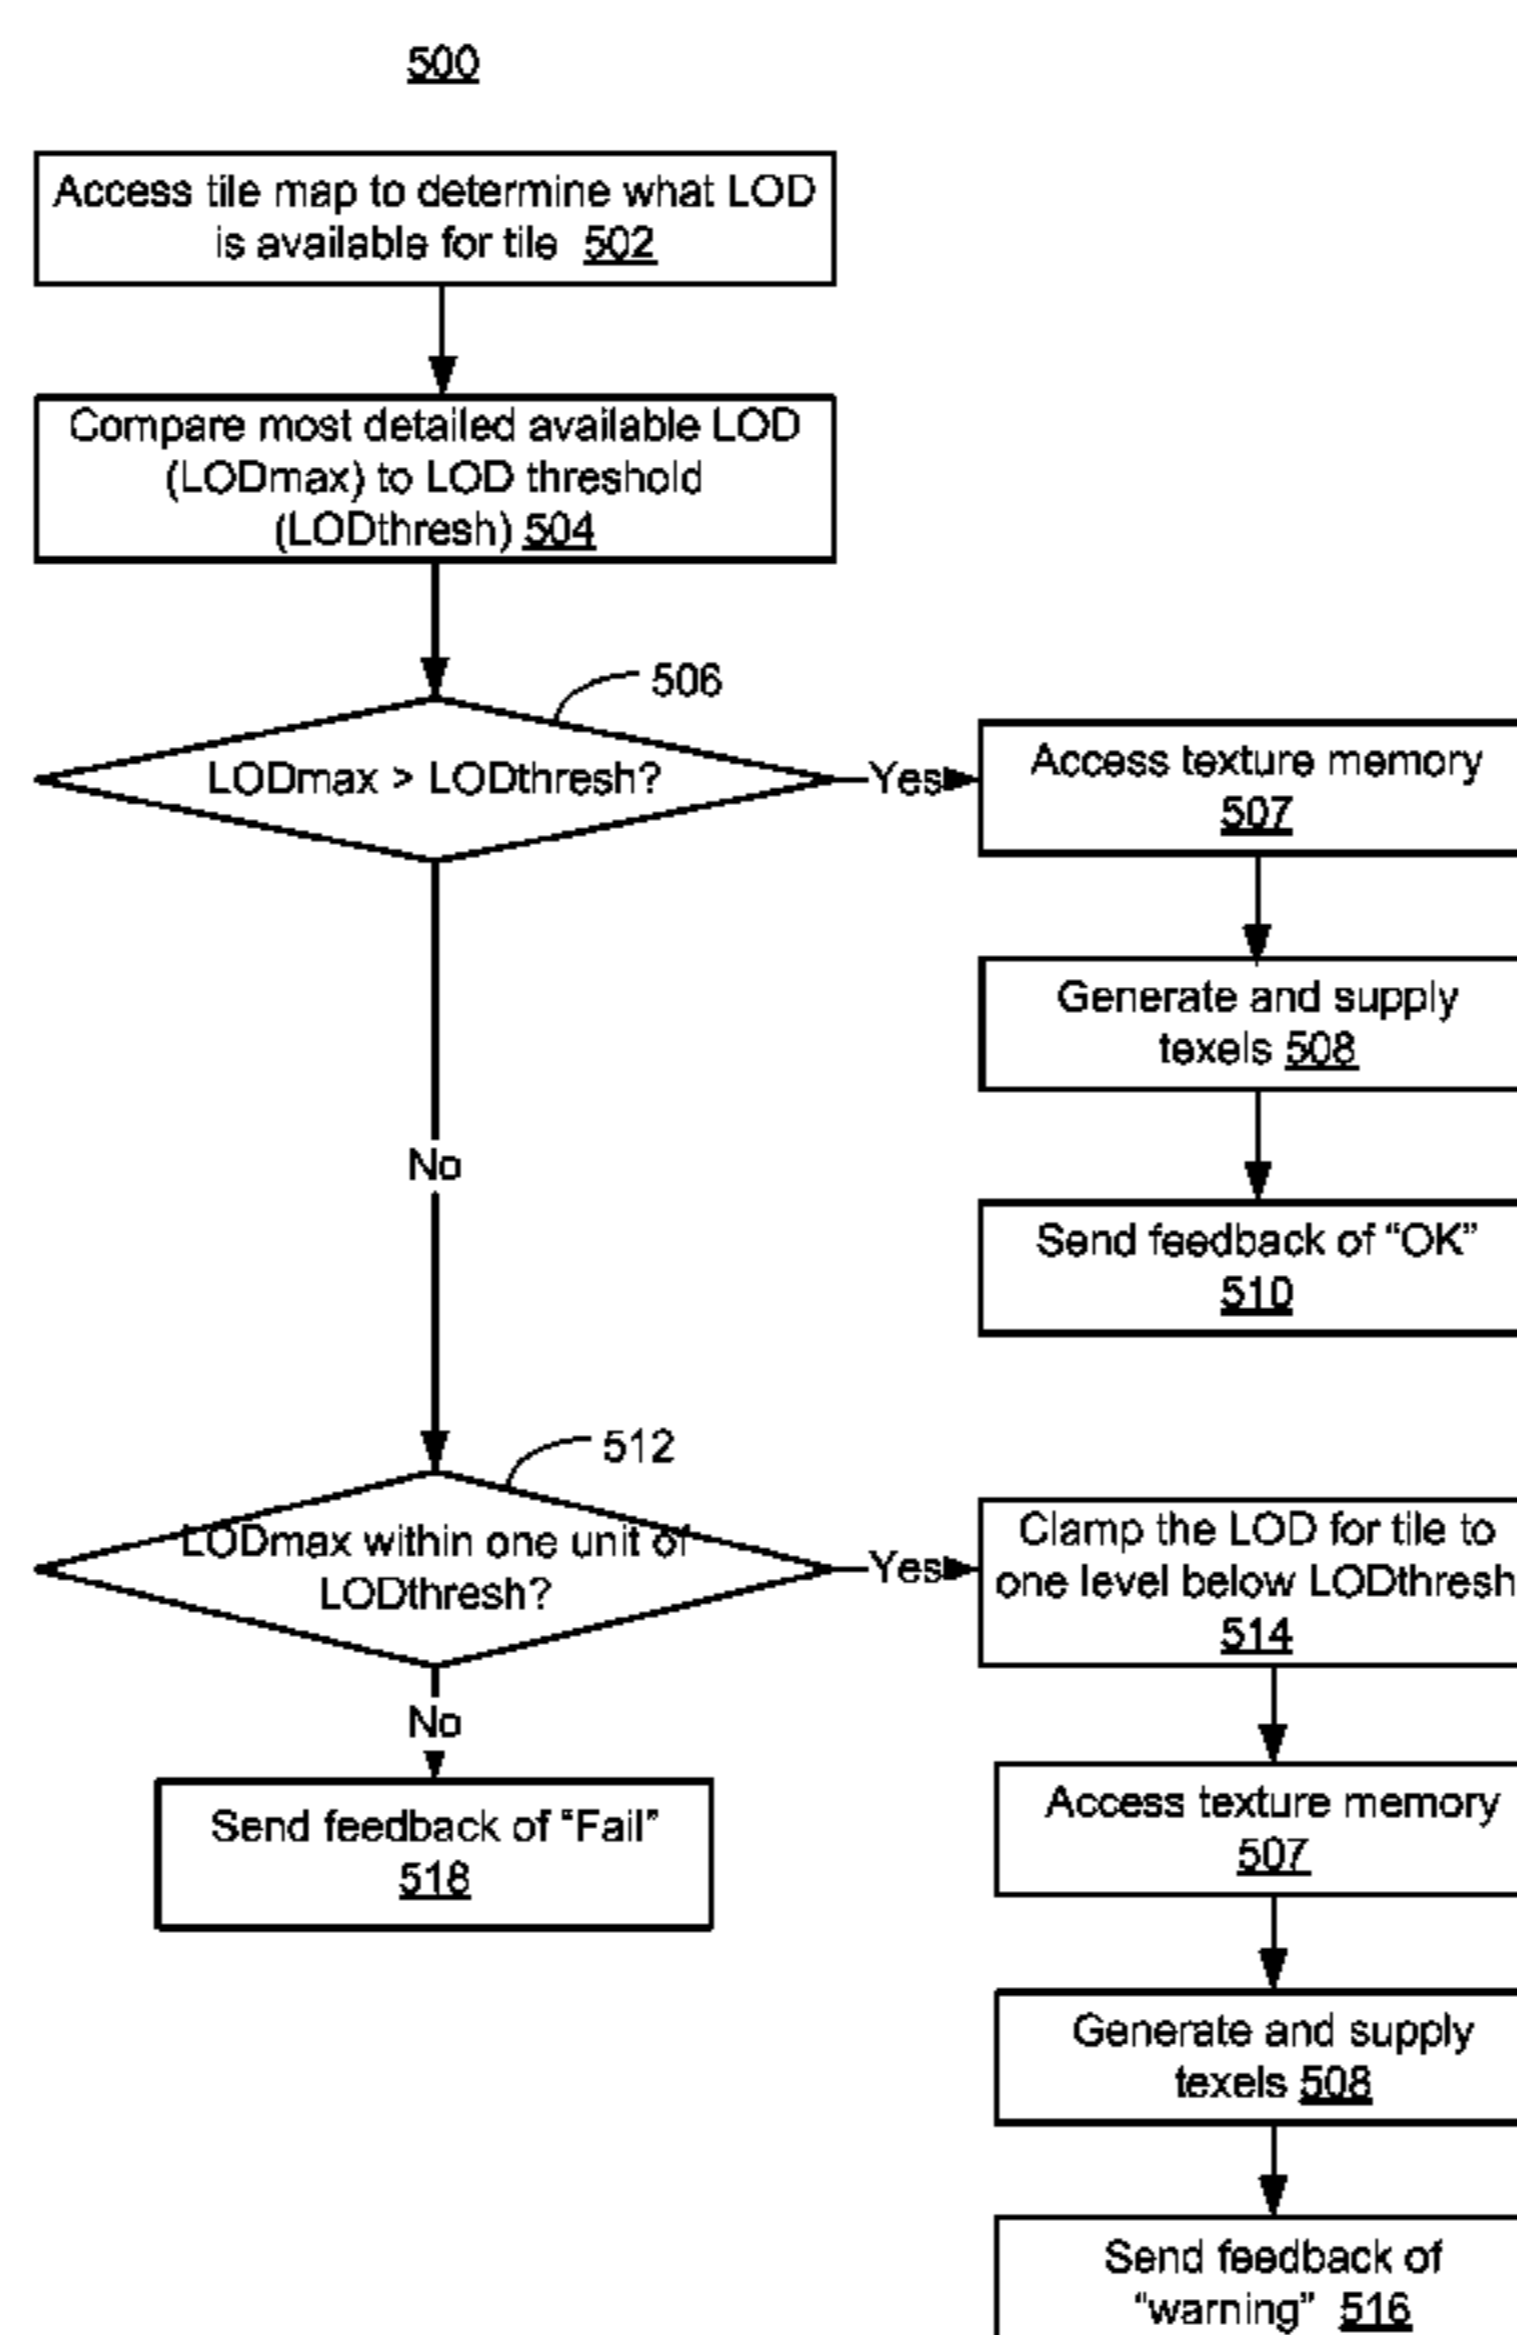 500
Access tile map to determine what LOD
is available for tile 502
Compare most detailed available LOD
(LODmax) to LOD threshold
(LODthresh) 504
506
LODmax > LODthresh?
Yes
Access texture memory
507
Generate and supply
texels 508
Send feedback of “OK”
510
No
512
LODmax within one unit of
LODthresh?
Yes
Clamp the LOD for tile to
one level below LODthresh
514
Access texture memory
507
Generate and supply
texels 508
Send feedback of
“warning” 516
No
Send feedback of “Fail”
518